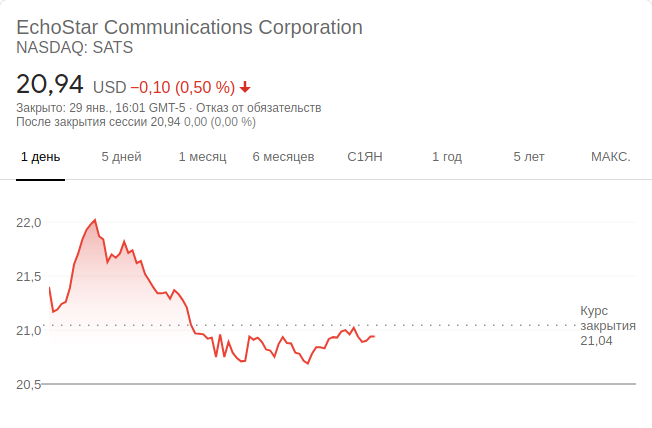 EchoStar Communications Corporation
NASDAQ: SATS
20,94 USD −0,10 (0,50 %)
Закрыто: 29 янв., 16:01 GMT-5 · Отказ от обязательств
После закрытия сессии 20,94 0,00 (0,00 %)
1 день 5 дней 1 месяц 6 месяцев С1ЯН 1 год 5 лет МАКС.
22,0
21,5
21,0
20,5
Курс
закрытия
21,04